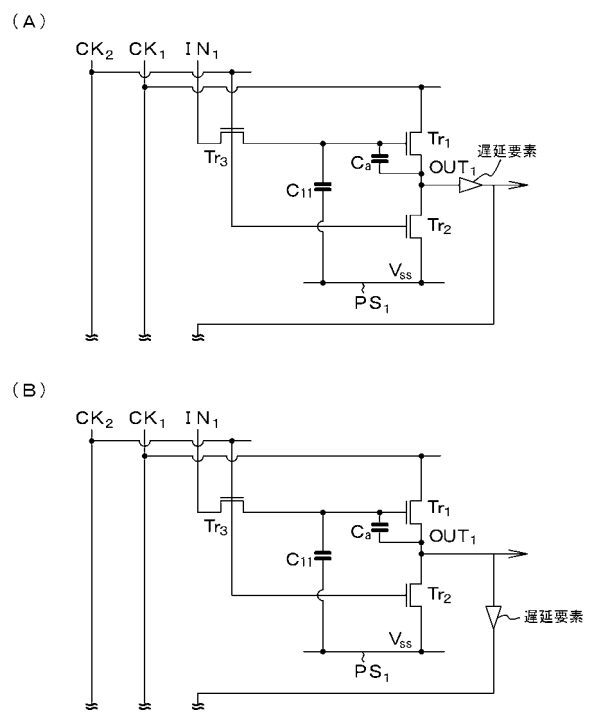 (A)
CK2 CK1 IN1
Tr1
遅延要素
Tr3
Ca
OUT1
C11
Tr2
Vss
PS1
(B)
CK2 CK1 IN1
Tr1
Tr3
Ca
OUT1
C11
Tr2
遅延要素
Vss
PS1